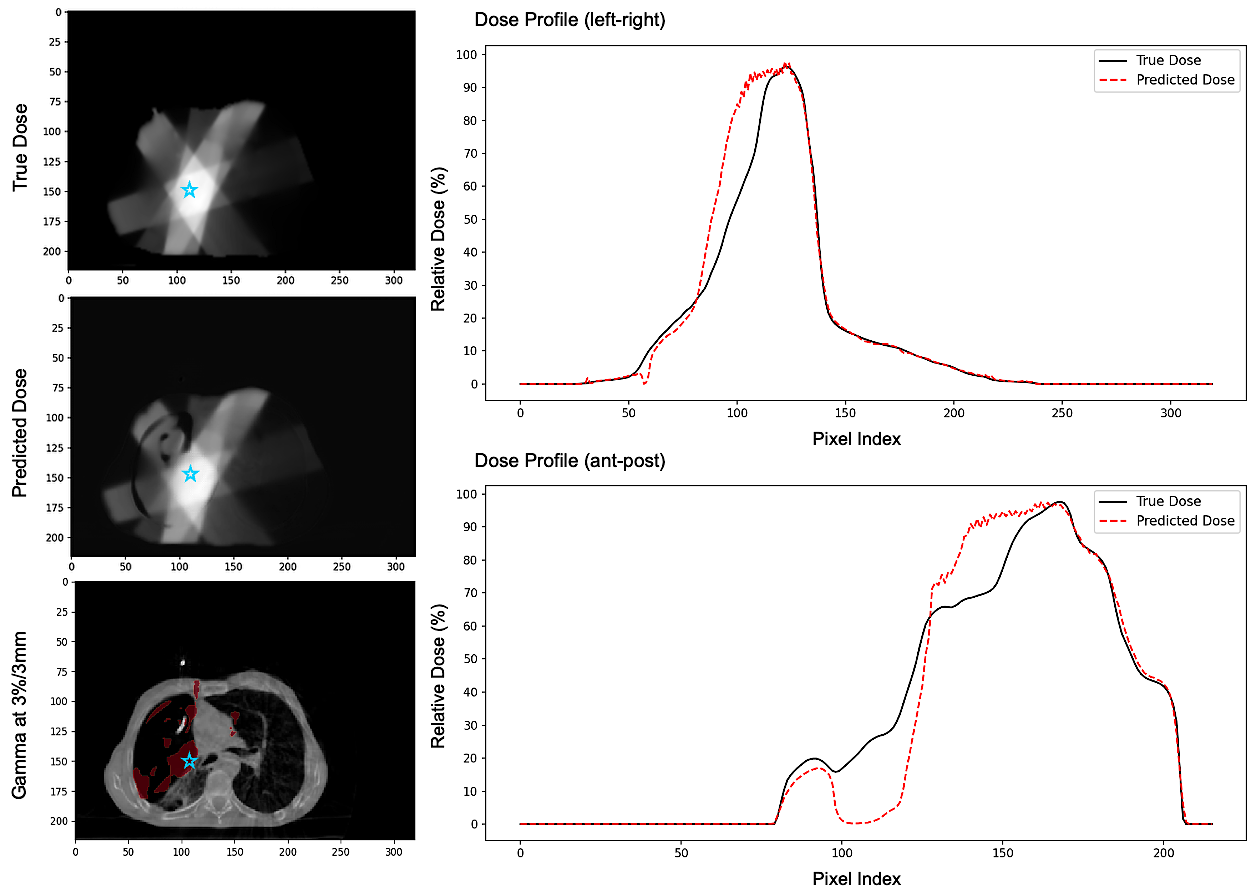 True Dose
0
25
50
75
100
125
150
175
200
0 50 100 150 200 250 300
Predicted Dose
0
25
50
75
100
125
150
175
200
0 50 100 150 200 250 300
Gamma at 3%/3mm
0
25
50
75
100
125
150
175
200
0 50 100 150 200 250 300
Dose Profile (left-right)
Relative Dose (%)
100
90
80
70
60
50
40
30
20
10
0
True Dose
Predicted Dose
0 50 100 150 200 250 300
Pixel Index
Dose Profile (ant-post)
Relative Dose (%)
100
90
80
70
60
50
40
30
20
10
0
True Dose
Predicted Dose
0 50 100 150 200
Pixel Index